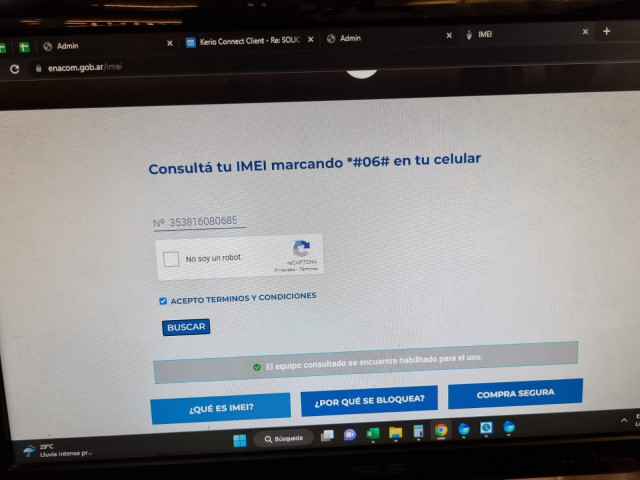 Admin
Kerio Connect Client - Re: SOLIC
Admin
IMEI
enacom.gob.ar/imei
Consultá tu IMEI marcando *#06# en tu celular
Nº 353816080685
No soy un robot
reCAPTCHA
Privacidad - Términos
ACEPTO TERMINOS Y CONDICIONES
BUSCAR
El equipo consultado se encuentra habilitado para el uso.
¿QUÉ ES IMEI?
¿POR QUÉ SE BLOQUEA?
COMPRA SEGURA
29°C
Lluvia intensa pr...
Búsqueda
ASUS